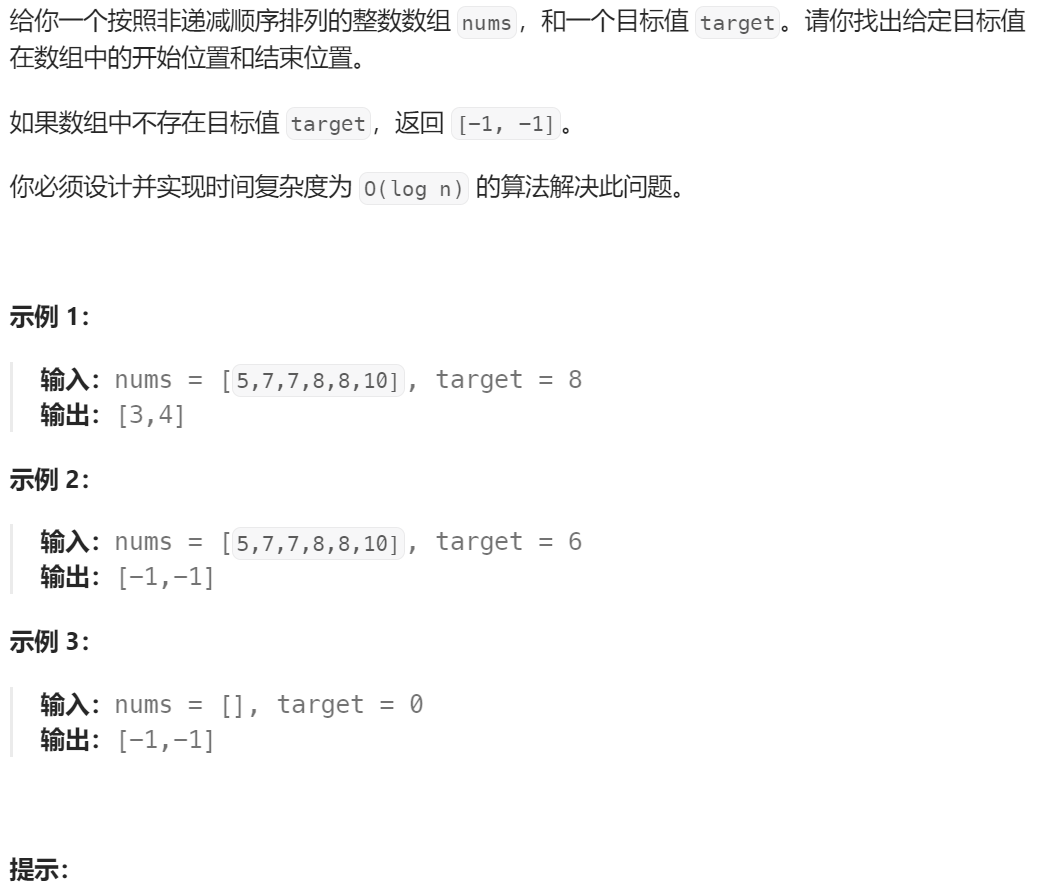 给你一个按照非递减顺序排列的整数数组 nums，和一个目标值 target。请你找出给定目标值
在数组中的开始位置和结束位置。
如果数组中不存在目标值 target，返回 [-1, -1]。
你必须设计并实现时间复杂度为 O(log n) 的算法解决此问题。
示例 1：
输入：nums = [5,7,7,8,8,10], target = 8
输出：[3,4]
示例 2：
输入：nums = [5,7,7,8,8,10], target = 6
输出：[-1,-1]
示例 3：
输入：nums = [], target = 0
输出：[-1,-1]
提示：